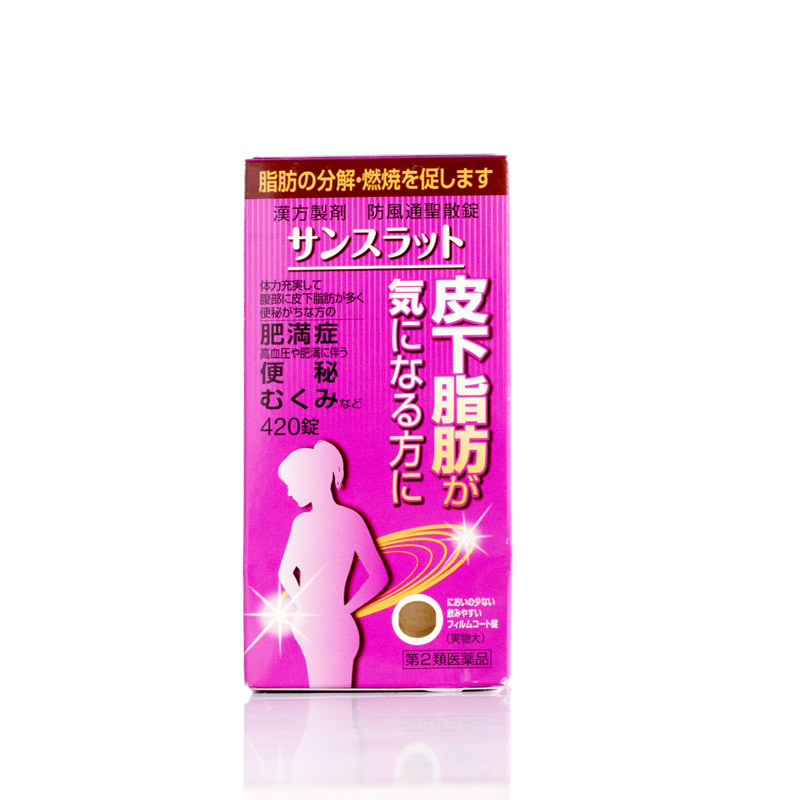 脂肪の分解・燃焼を促します
漢方製剤 防風通聖散錠
サンスラット
皮下脂肪が
気になる方に
体力充実して
腹部に皮下脂肪が多く
便秘がちな方の
肥満症
高血圧や肥満に伴う
便秘
むくみなど
420錠
においの少ない
飲みやすい
フィルムコート錠
(実物大)
第2類医薬品